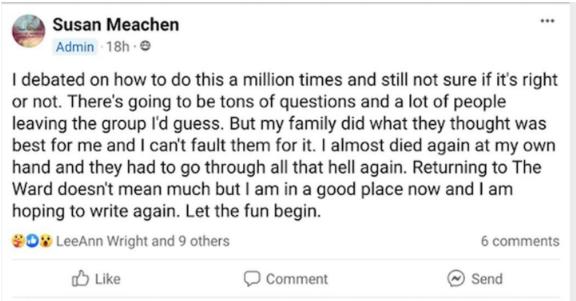 Susan Meachen
Admin · 18h ·
I debated on how to do this a million times and still not sure if it's right
or not. There's going to be tons of questions and a lot of people
leaving the group I'd guess. But my family did what they thought was
best for me and I can't fault them for it. I almost died again at my own
hand and they had to go through all that hell again. Returning to The
Ward doesn't mean much but I am in a good place now and I am
hoping to write again. Let the fun begin.
LeeAnn Wright and 9 others 6 comments
Like Comment Send